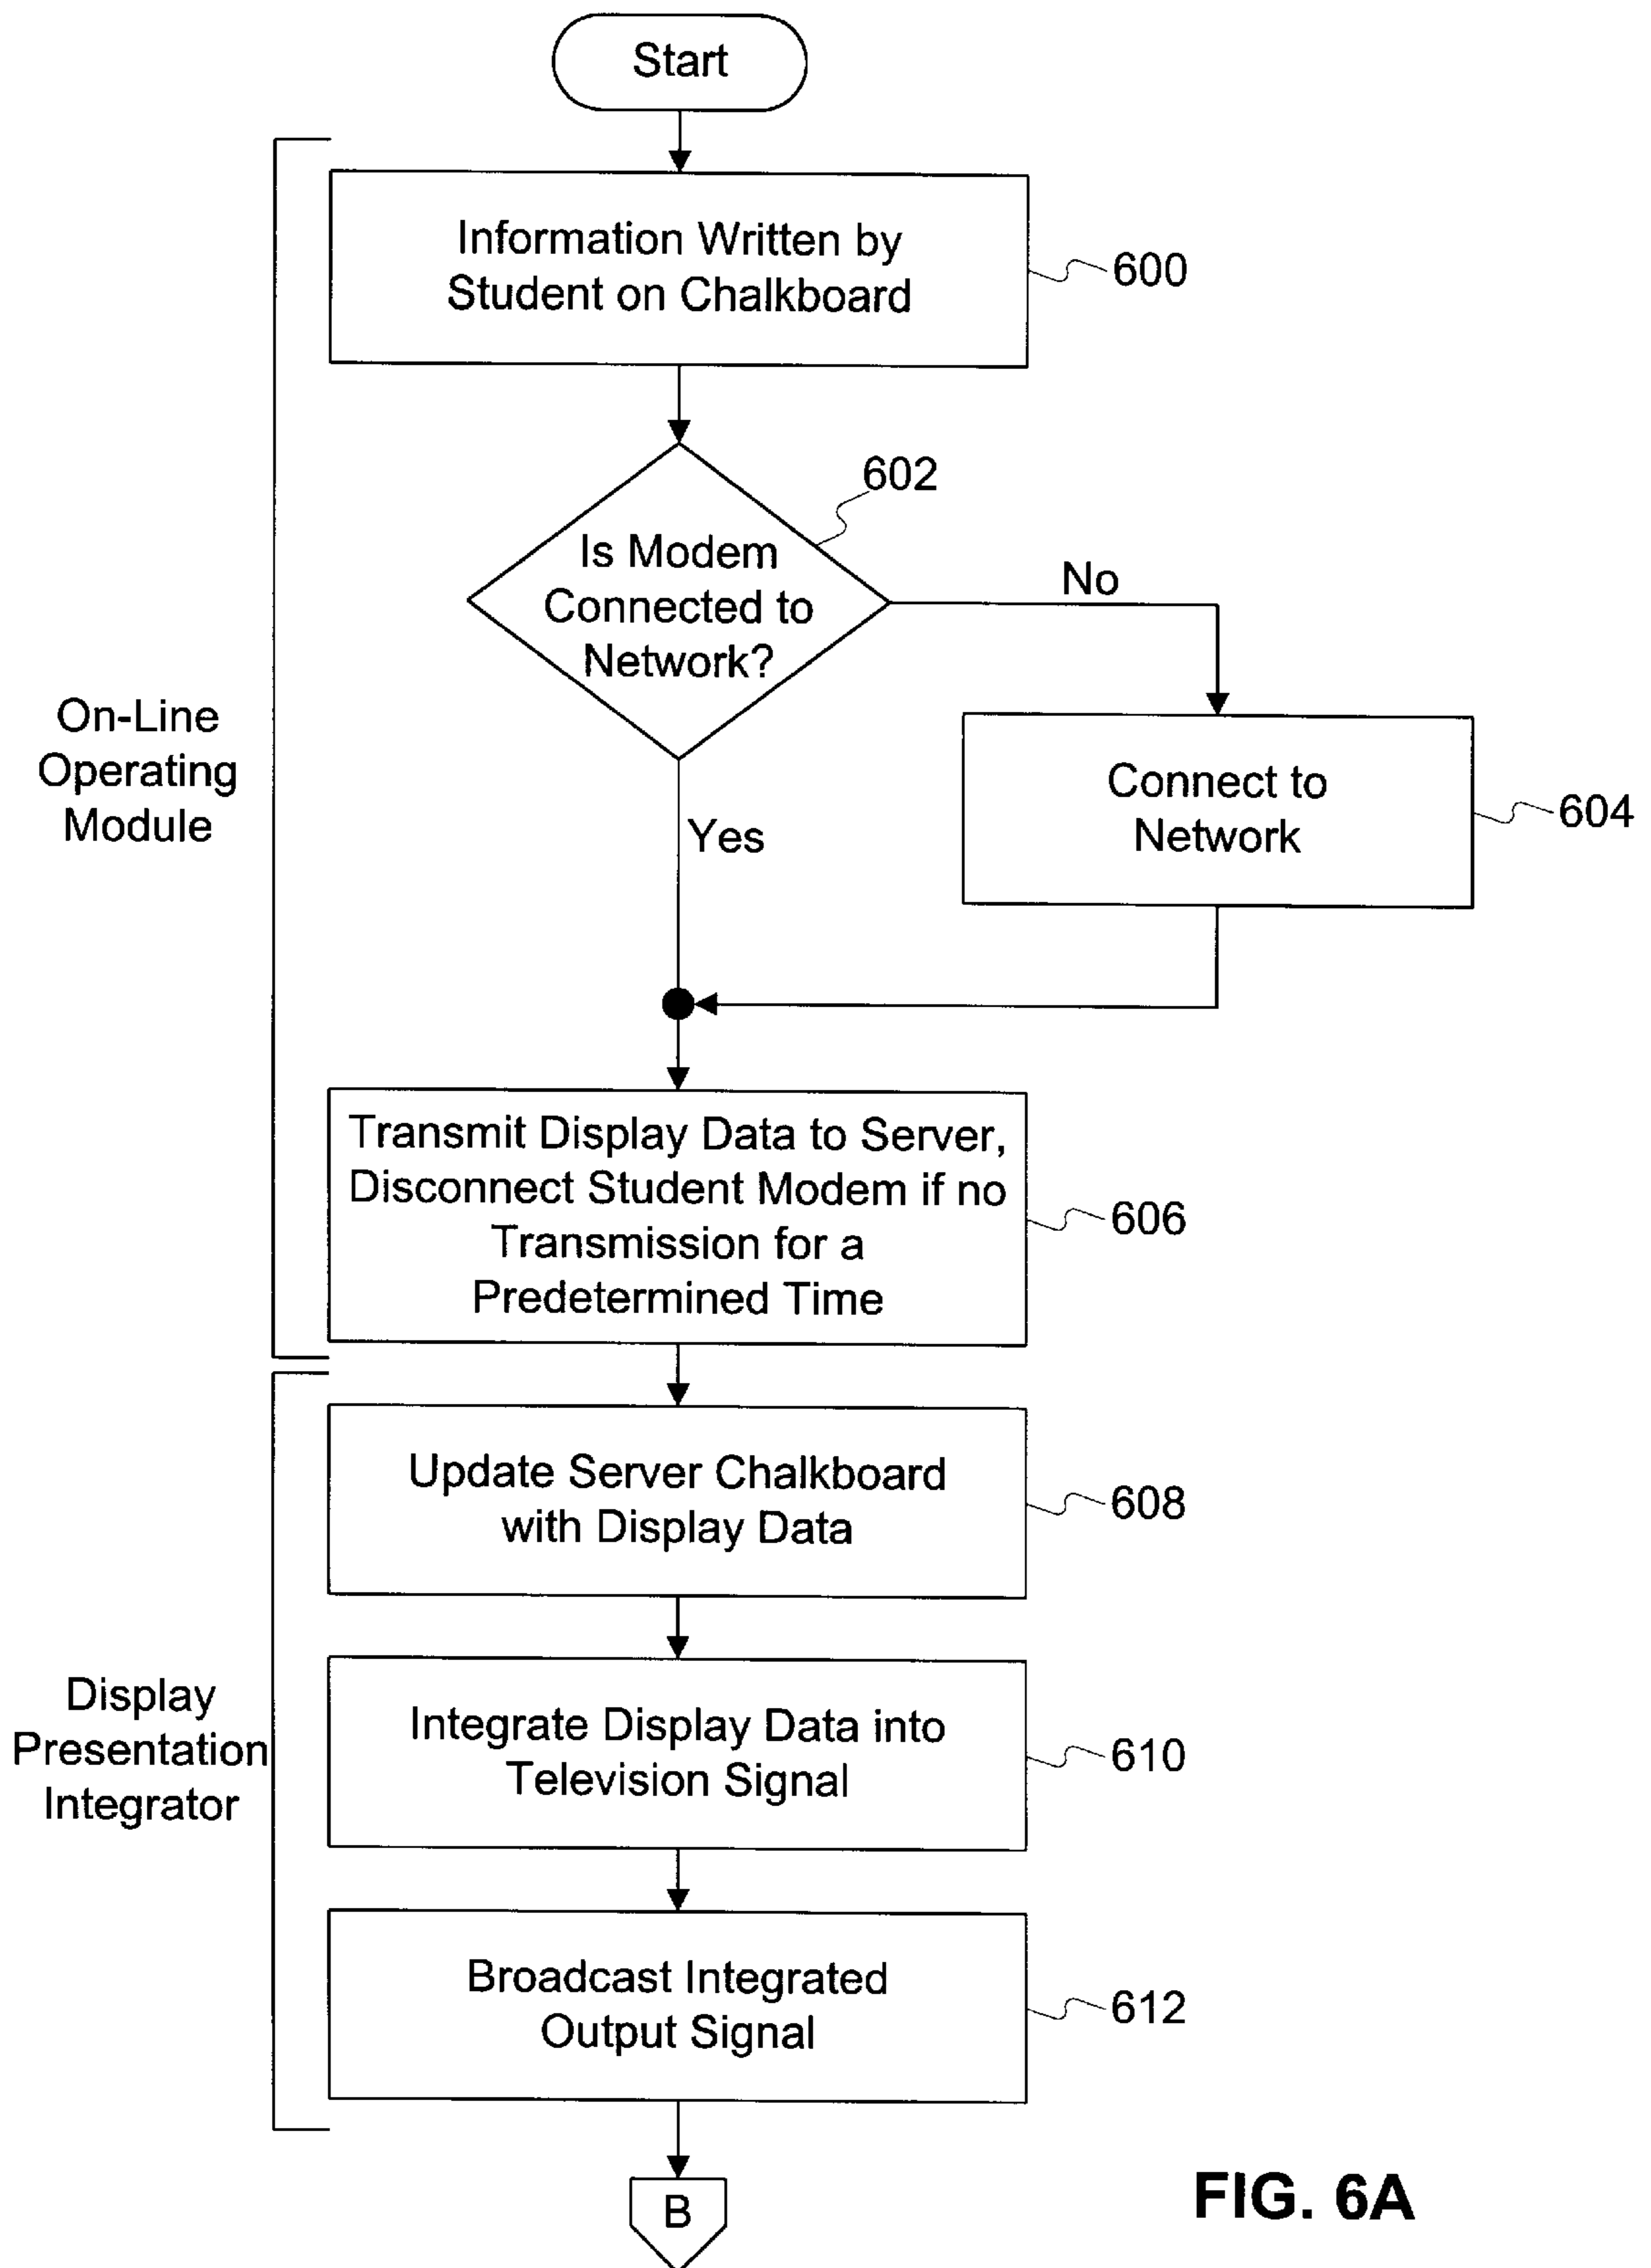 Start
Information Written by
Student on Chalkboard
600
602
Is Modem
Connected to
Network?
No
On-Line
Operating
Module
Connect to
Network
604
Yes
Transmit Display Data to Server,
Disconnect Student Modem if no
Transmission for a
Predetermined Time
606
Update Server Chalkboard
with Display Data
608
Display
Presentation
Integrator
Integrate Display Data into
Television Signal
610
Broadcast Integrated
Output Signal
612
B
FIG. 6A